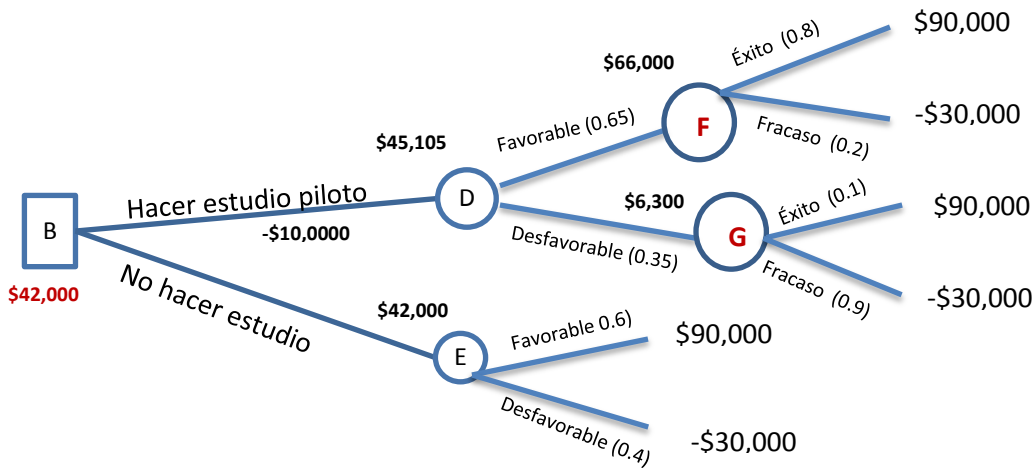 $90,000
Éxito (0.8)
$66,000
F
Fracaso (0.2)
-$30,000
Favorable (0.65)
$45,105
D
Hacer estudio piloto
-$10,0000
B
$42,000
Desfavorable (0.35)
$6,300
G
Éxito (0.1)
$90,000
Fracaso (0.9)
-$30,000
No hacer estudio
$42,000
E
Favorable 0.6)
$90,000
Desfavorable (0.4)
-$30,000